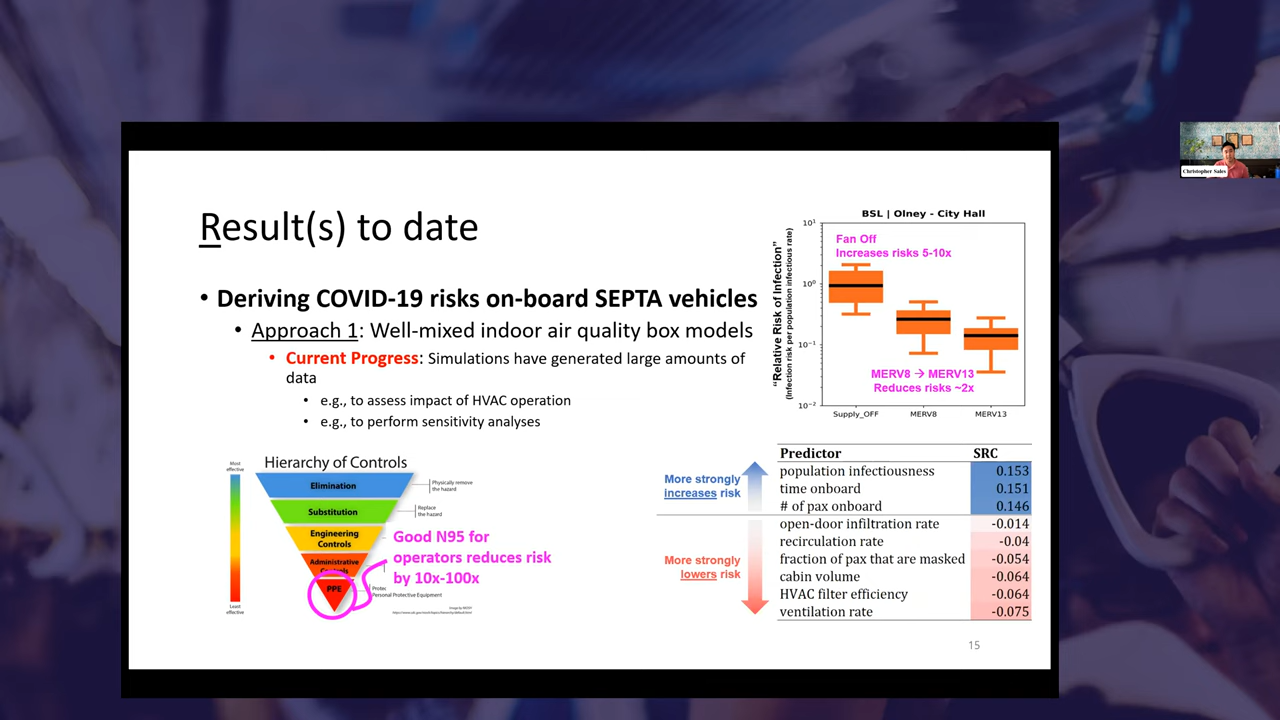 Result(s) to date
• Deriving COVID-19 risks on-board SEPTA vehicles
• Approach 1: Well-mixed indoor air quality box models
• Current Progress: Simulations have generated large amounts of
data
• e.g., to assess impact of HVAC operation
• e.g., to perform sensitivity analyses
Hierarchy of Controls
Most
effective
Elimination
Physically remove
the hazard
Substitution
Replace
the hazard
Engineering
Controls
Administrative
Controls
PPE
Personal Protective Equipment
Least
effective
Good N95 for
operators reduces risk
by 10x-100x
BSL | Olney - City Hall
"Relative Risk of Infection"
(Infection risk per population infectious rate)
10¹
10⁰
10⁻¹
10⁻²
Fan Off
Increases risks 5-10x
MERV8 → MERV13
Reduces risks ~2x
Supply_OFF MERV8 MERV13
More strongly
increases risk
More strongly
lowers risk
Predictor SRC
population infectiousness 0.153
time onboard 0.151
# of pax onboard 0.146
open-door infiltration rate -0.014
recirculation rate -0.04
fraction of pax that are masked -0.054
cabin volume -0.064
HVAC filter efficiency -0.064
ventilation rate -0.075
15
Christopher Sales